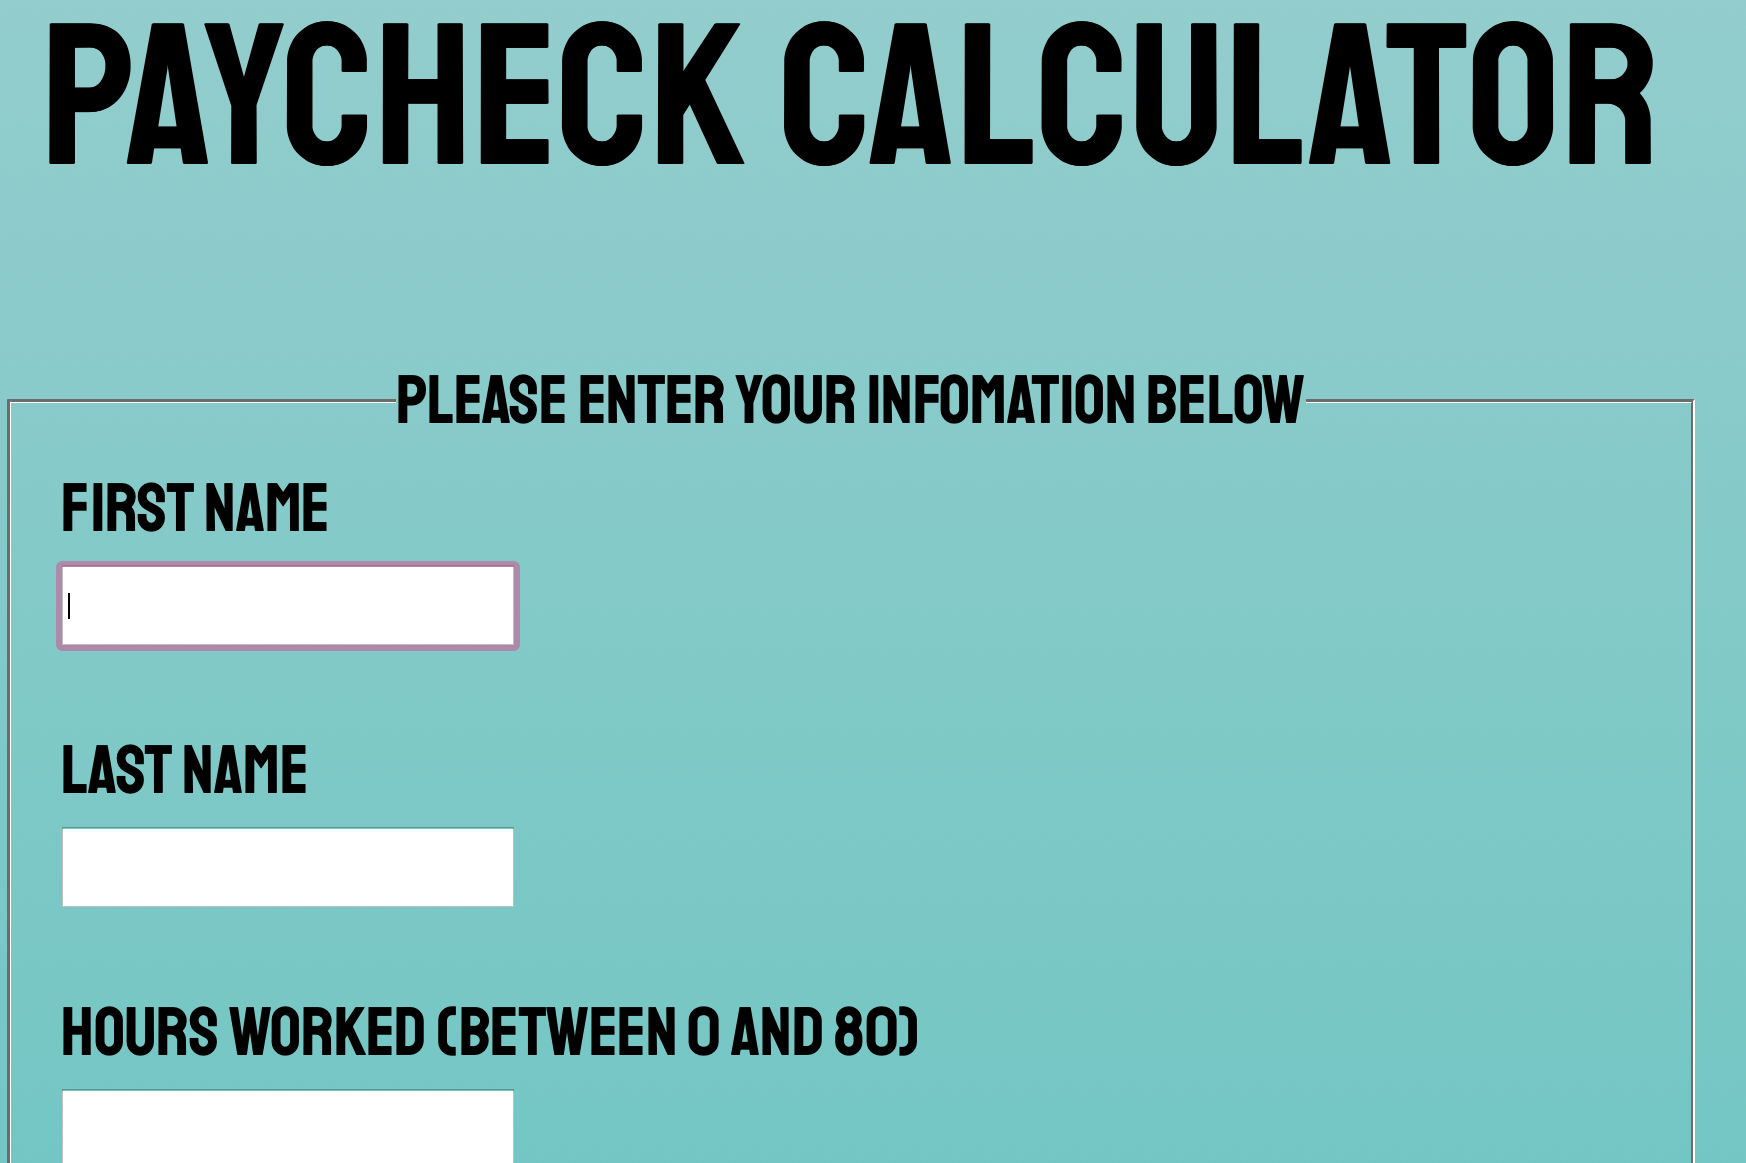 PAYCHECK CALCULATOR
PLEASE ENTER YOUR INFOMATION BELOW
FIRST NAME
LAST NAME
HOURS WORKED (BETWEEN 0 AND 80)